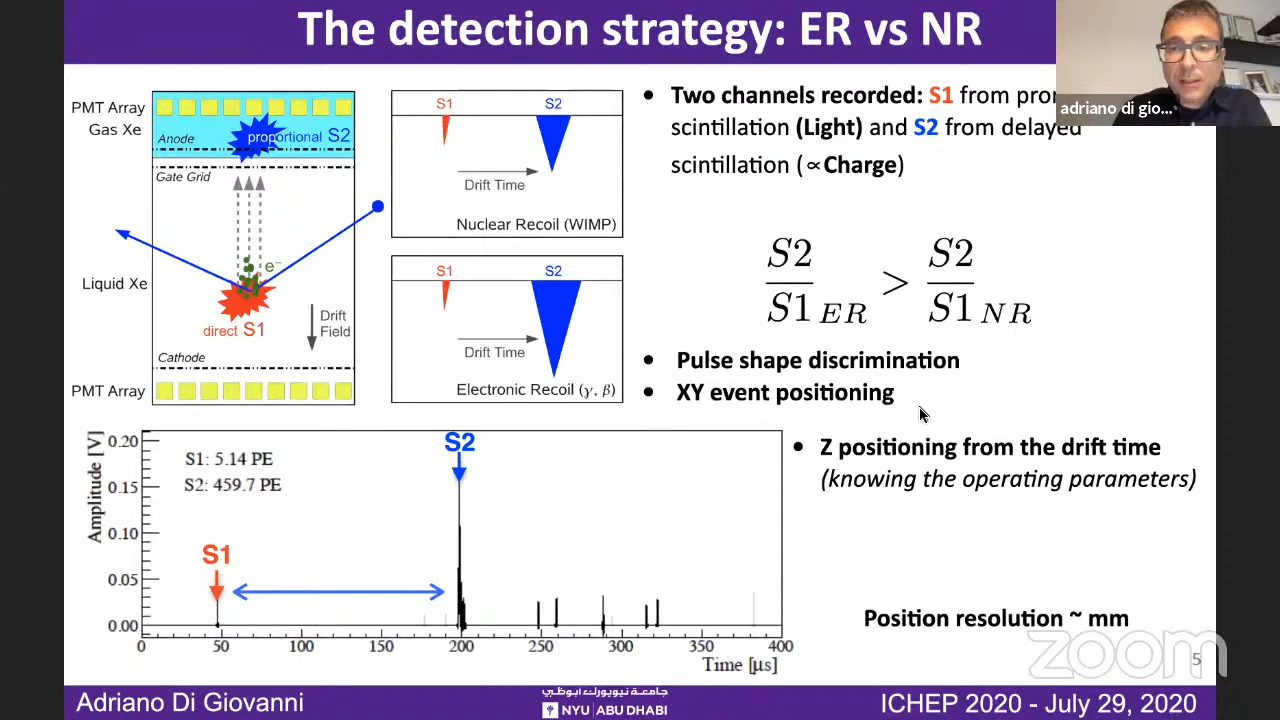 The detection strategy: ER vs NR
adriano di gio...
PMT Array
Gas Xe
Anode
proportional S2
Gate Grid
e⁻
Liquid Xe
direct S1
Drift
Field
Cathode
PMT Array
S1 S2
Drift Time
Nuclear Recoil (WIMP)
S1 S2
Drift Time
Electronic Recoil (γ, β)
• Two channels recorded: S1 from
scintillation (Light) and S2 from delayed
scintillation (∝Charge)
S2/S1 ER > S2/S1 NR
• Pulse shape discrimination
• XY event positioning
• Z positioning from the drift time
(knowing the operating parameters)
Position resolution ~ mm
Amplitude [V]
0.20
0.15
0.10
0.05
0.00
S1: 5.14 PE
S2: 459.7 PE
S1
S2
0 50 100 150 200 250 300 350 400
Time [µs]
zoom
5
Adriano Di Giovanni
جامعـة نيويورك أبوظبي
NYU | ABU DHABI
ICHEP 2020 - July 29, 2020